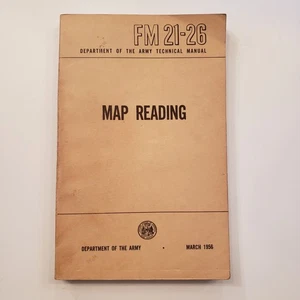 FM 21-26
DEPARTMENT OF THE ARMY TECHNICAL MANUAL
MAP READING
DEPARTMENT OF THE ARMY • MARCH 1956